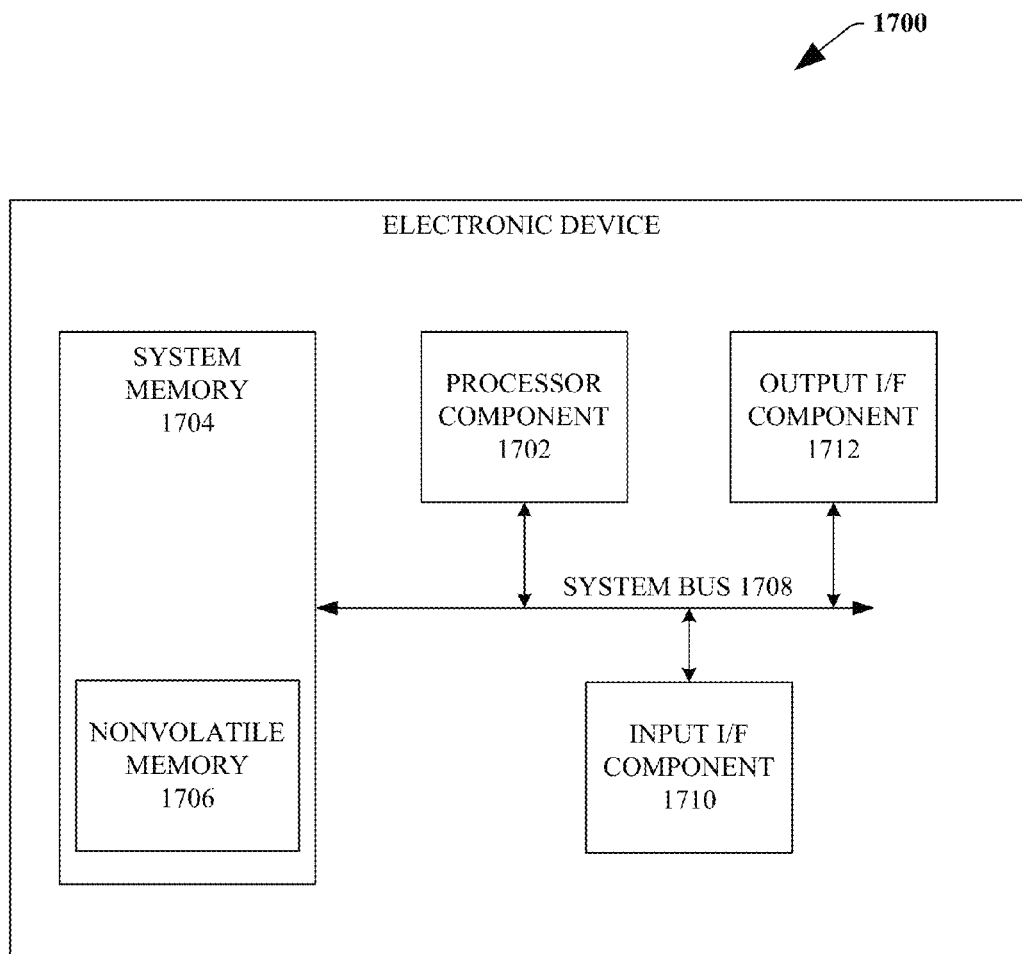 1700
ELECTRONIC DEVICE
SYSTEM
MEMORY
1704
PROCESSOR
COMPONENT
1702
OUTPUT I/F
COMPONENT
1712
SYSTEM BUS 1708
NONVOLATILE
MEMORY
1706
INPUT I/F
COMPONENT
1710